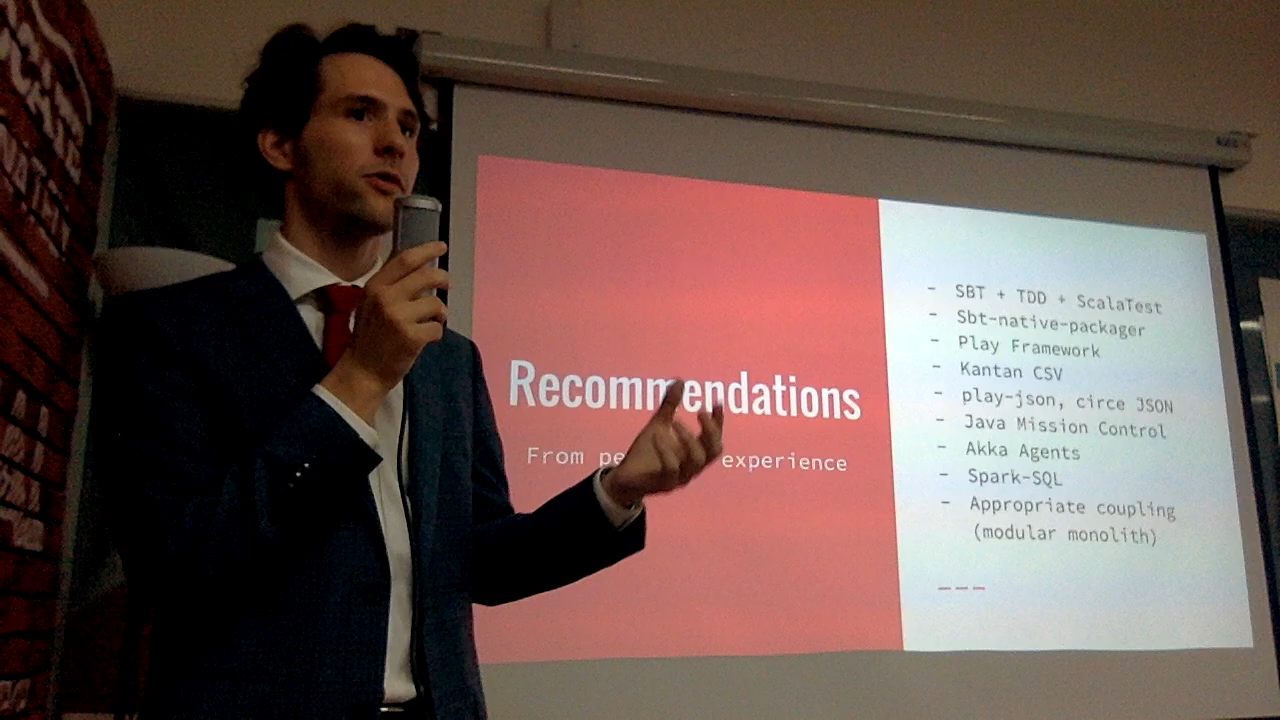 Recommendations
From experience
- SBT + TDD + ScalaTest
- Sbt-native-packager
- Play Framework
- Kantan CSV
- play-json, circe JSON
- Java Mission Control
- Akka Agents
- Spark-SQL
- Appropriate coupling
(modular monolith)